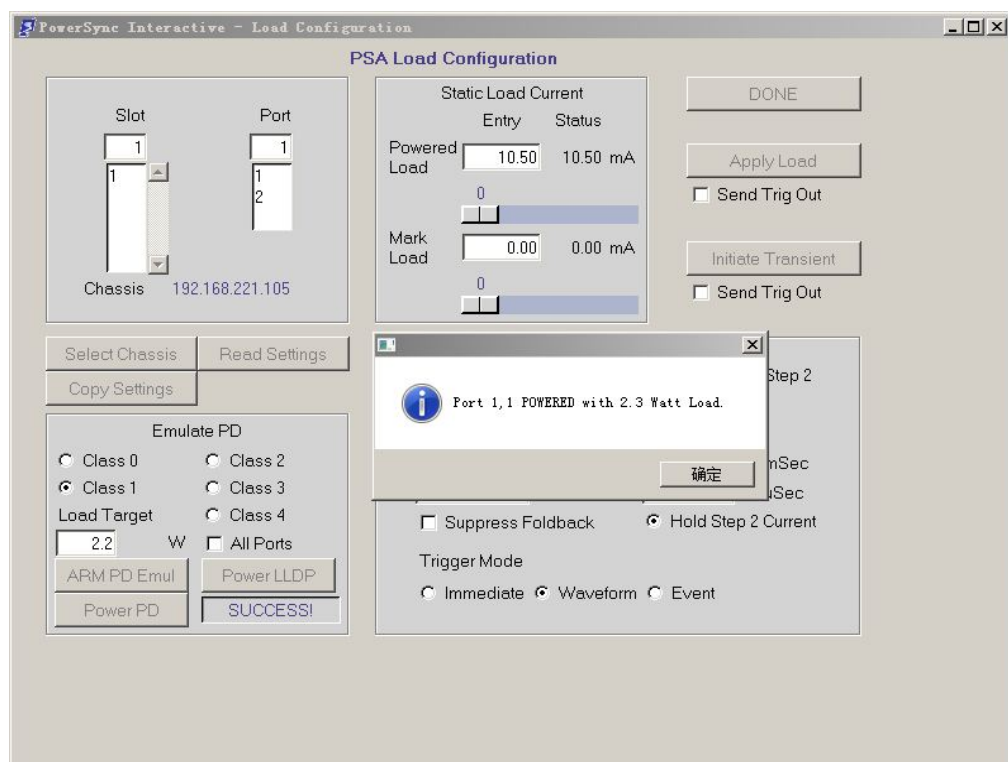 PowerSync Interactive - Load Configuration
PSA Load Configuration
Slot Port
1 1
1
1
2
Chassis 192.168.221.105
Static Load Current
Entry Status
Powered Load 10.50 10.50 mA
0
Mark Load 0.00 0.00 mA
0
DONE
Apply Load
Send Trig Out
Initiate Transient
Send Trig Out
Select Chassis Read Settings
Copy Settings
Port 1,1 POWERED with 2.3 Watt Load.
确定
Step 2
mSec
uSec
Emulate PD
Class 0 Class 2
Class 1 Class 3
Load Target Class 4
2.2 W All Ports
ARM PD Emul Power LLDP
Power PD SUCCESS!
Suppress Foldback Hold Step 2 Current
Trigger Mode
Immediate Waveform Event